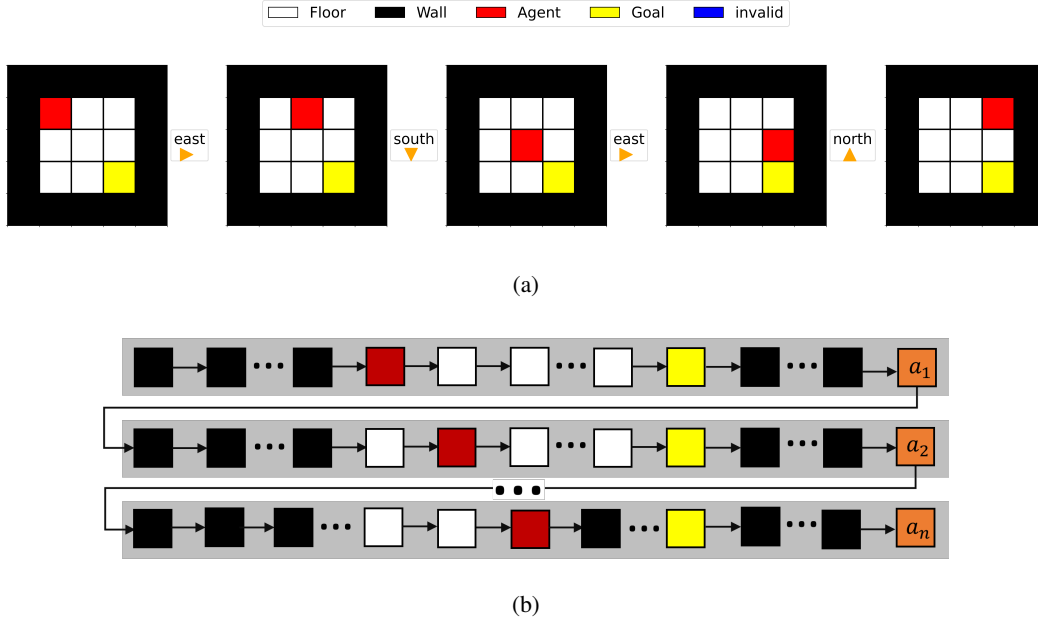 Floor Wall Agent Goal invalid
east south east north
(a)
a₁
a₂
aₙ
(b)